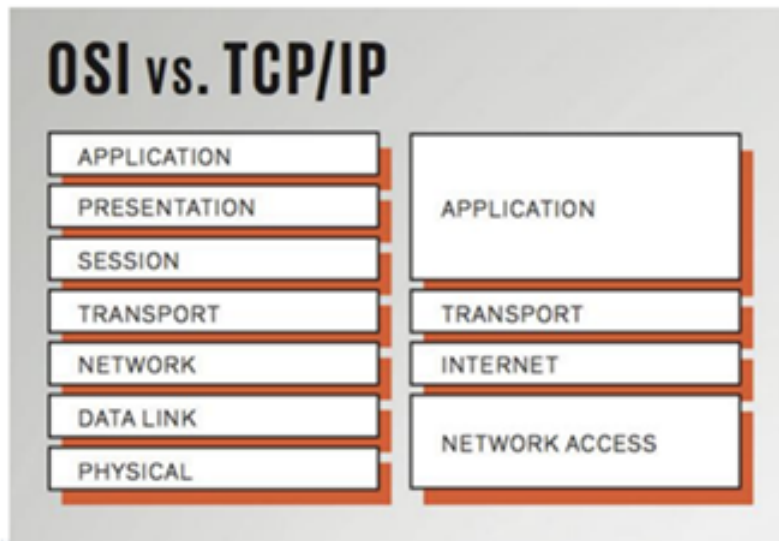 OSI vs. TCP/IP
APPLICATION
PRESENTATION
SESSION
TRANSPORT
NETWORK
DATA LINK
PHYSICAL
APPLICATION
TRANSPORT
INTERNET
NETWORK ACCESS